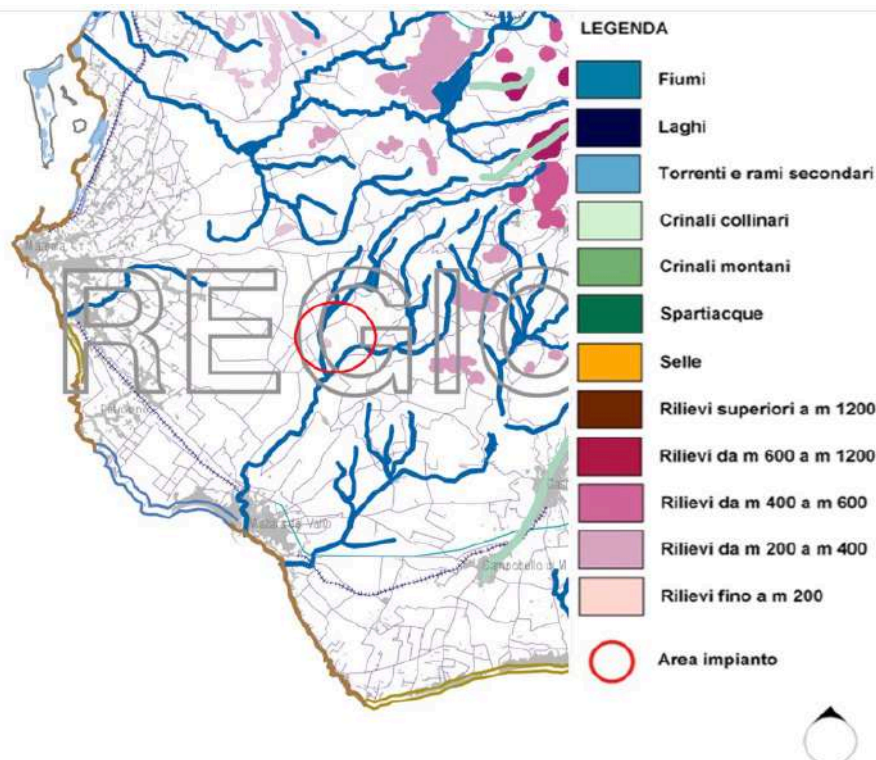 LEGENDA
Fiumi
Laghi
Torrenti e rami secondari
Crinali collinari
Crinali montani
Spartiacque
Selle
Rilievi superiori a m 1200
Rilievi da m 600 a m 1200
Rilievi da m 400 a m 600
Rilievi da m 200 a m 400
Rilievi fino a m 200
Area impianto
REGIO